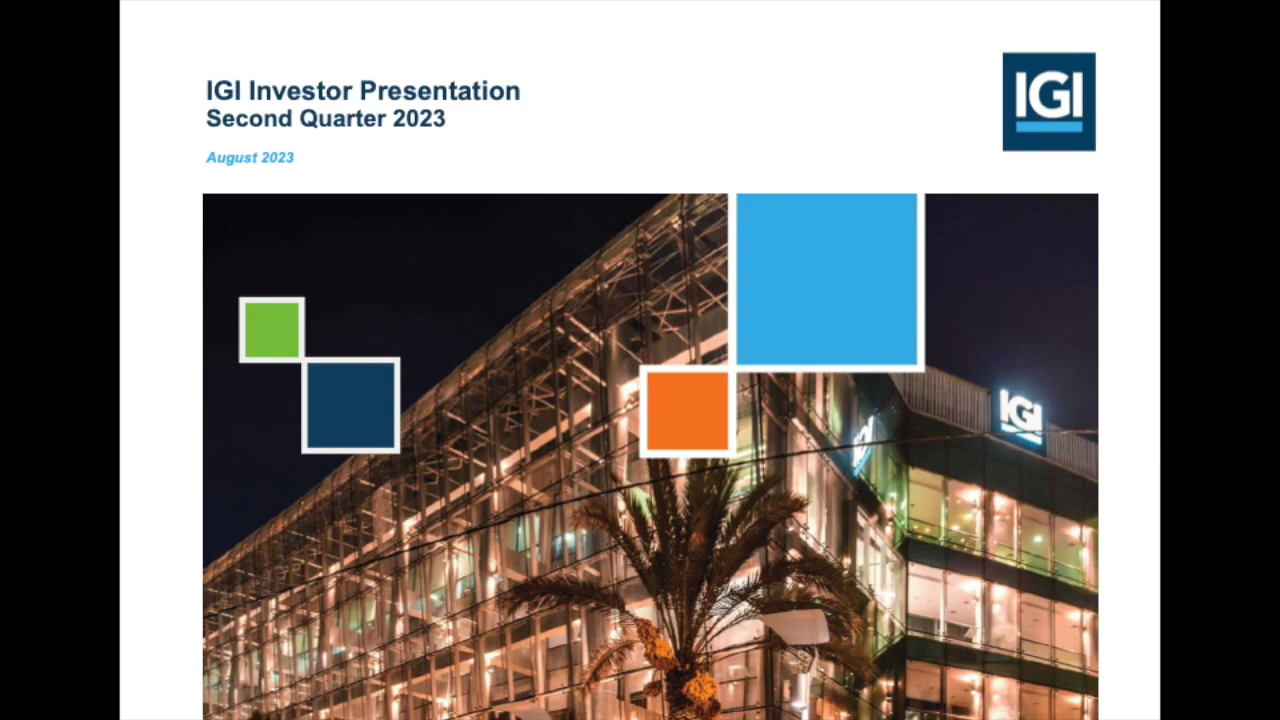 IGI Investor Presentation
Second Quarter 2023
August 2023
IGI
IGI